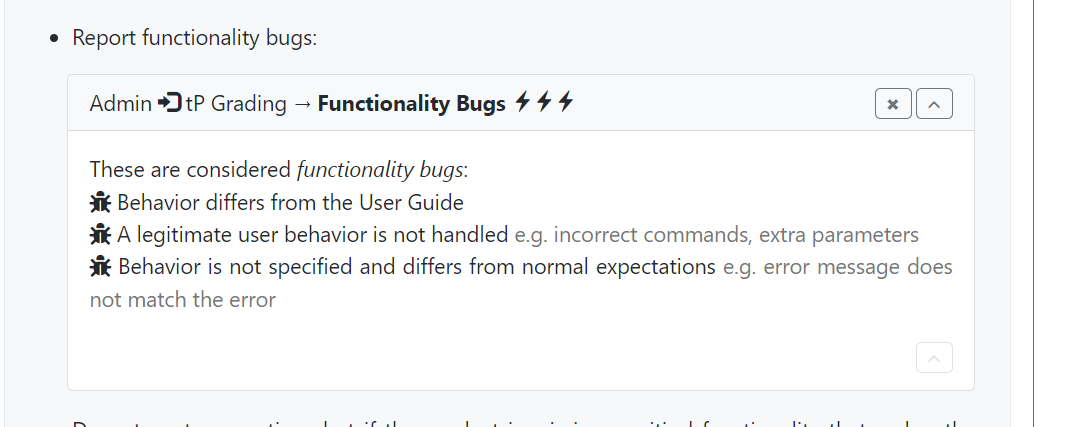 Report functionality bugs:
Admin tP Grading → Functionality Bugs
These are considered functionality bugs:
Behavior differs from the User Guide
A legitimate user behavior is not handled e.g. incorrect commands, extra parameters
Behavior is not specified and differs from normal expectations e.g. error message does
not match the error